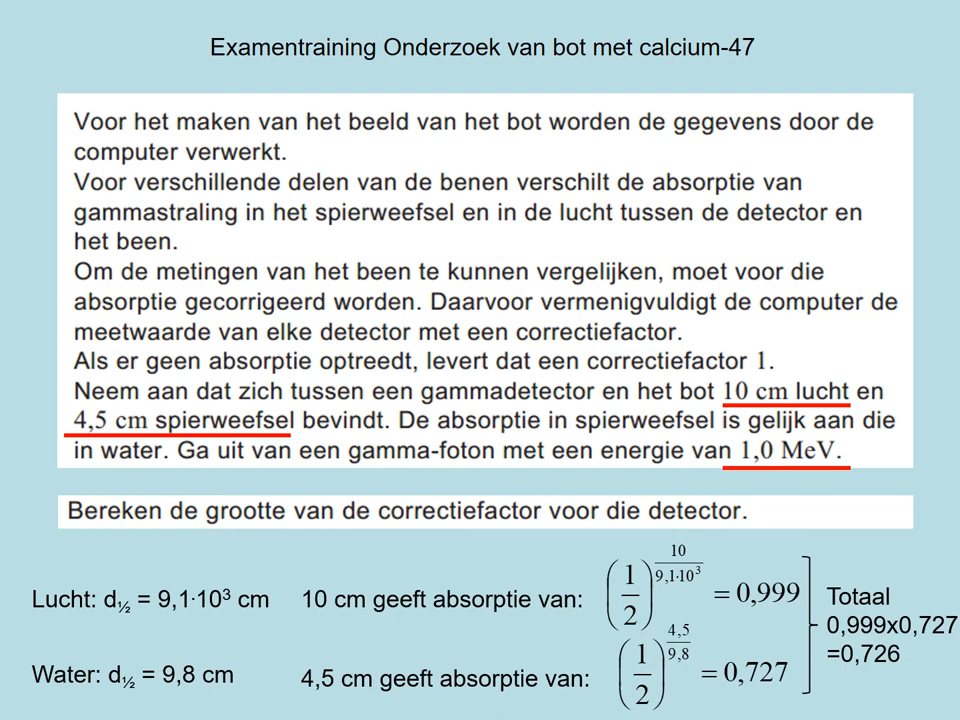 Examentraining Onderzoek van bot met calcium-47
Voor het maken van het beeld van het bot worden de gegevens door de
computer verwerkt.
Voor verschillende delen van de benen verschilt de absorptie van
gammastraling in het spierweefsel en in de lucht tussen de detector en
het been.
Om de metingen van het been te kunnen vergelijken, moet voor die
absorptie gecorrigeerd worden. Daarvoor vermenigvuldigt de computer de
meetwaarde van elke detector met een correctiefactor.
Als er geen absorptie optreedt, levert dat een correctiefactor 1.
Neem aan dat zich tussen een gammadetector en het bot 10 cm lucht en
4,5 cm spierweefsel bevindt. De absorptie in spierweefsel is gelijk aan die
in water. Ga uit van een gamma-foton met een energie van 1,0 MeV.
Bereken de grootte van de correctiefactor voor die detector.
Lucht: d½ = 9,1·10³ cm 10 cm geeft absorptie van: (1/2)^(10/(9,1·10³)) = 0,999
Water: d½ = 9,8 cm 4,5 cm geeft absorptie van: (1/2)^(4,5/9,8) = 0,727
Totaal
0,999x0,727
=0,726